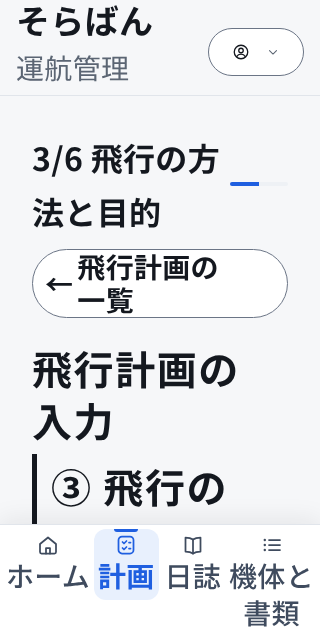 そらばん
運航管理
3/6 飛行の方
法と目的
← 飛行計画の
一覧
飛行計画の
入力
③ 飛行の
ホーム
計画
日誌
機体と
書類